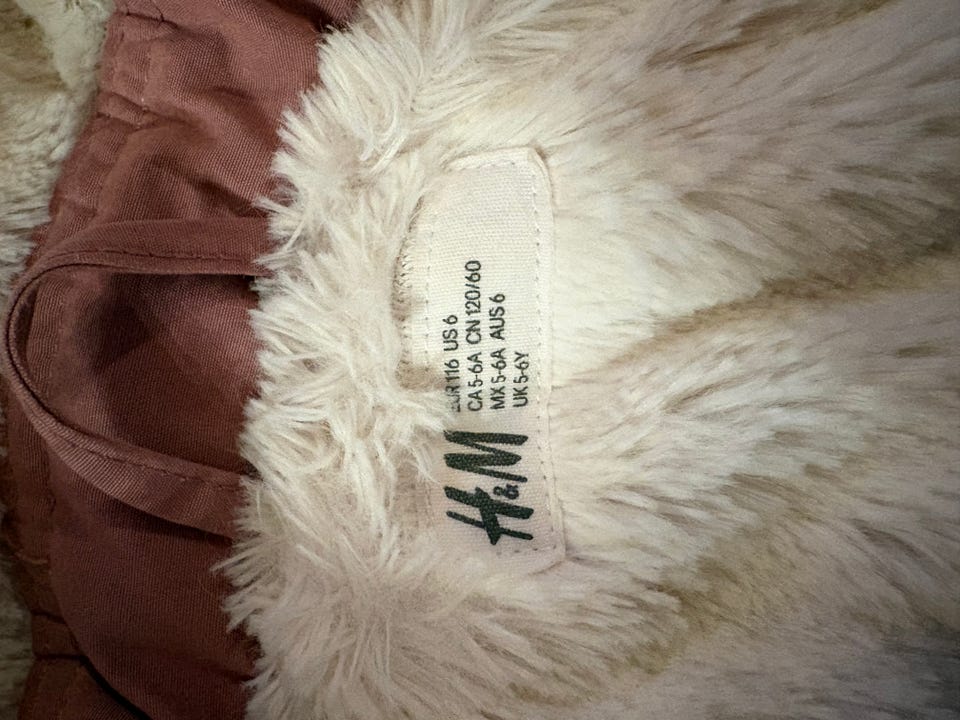 H&M
EUR 116 US 6
CA 5-6A CN 120/60
MX 5-6A AUS 6
UK 5-6Y